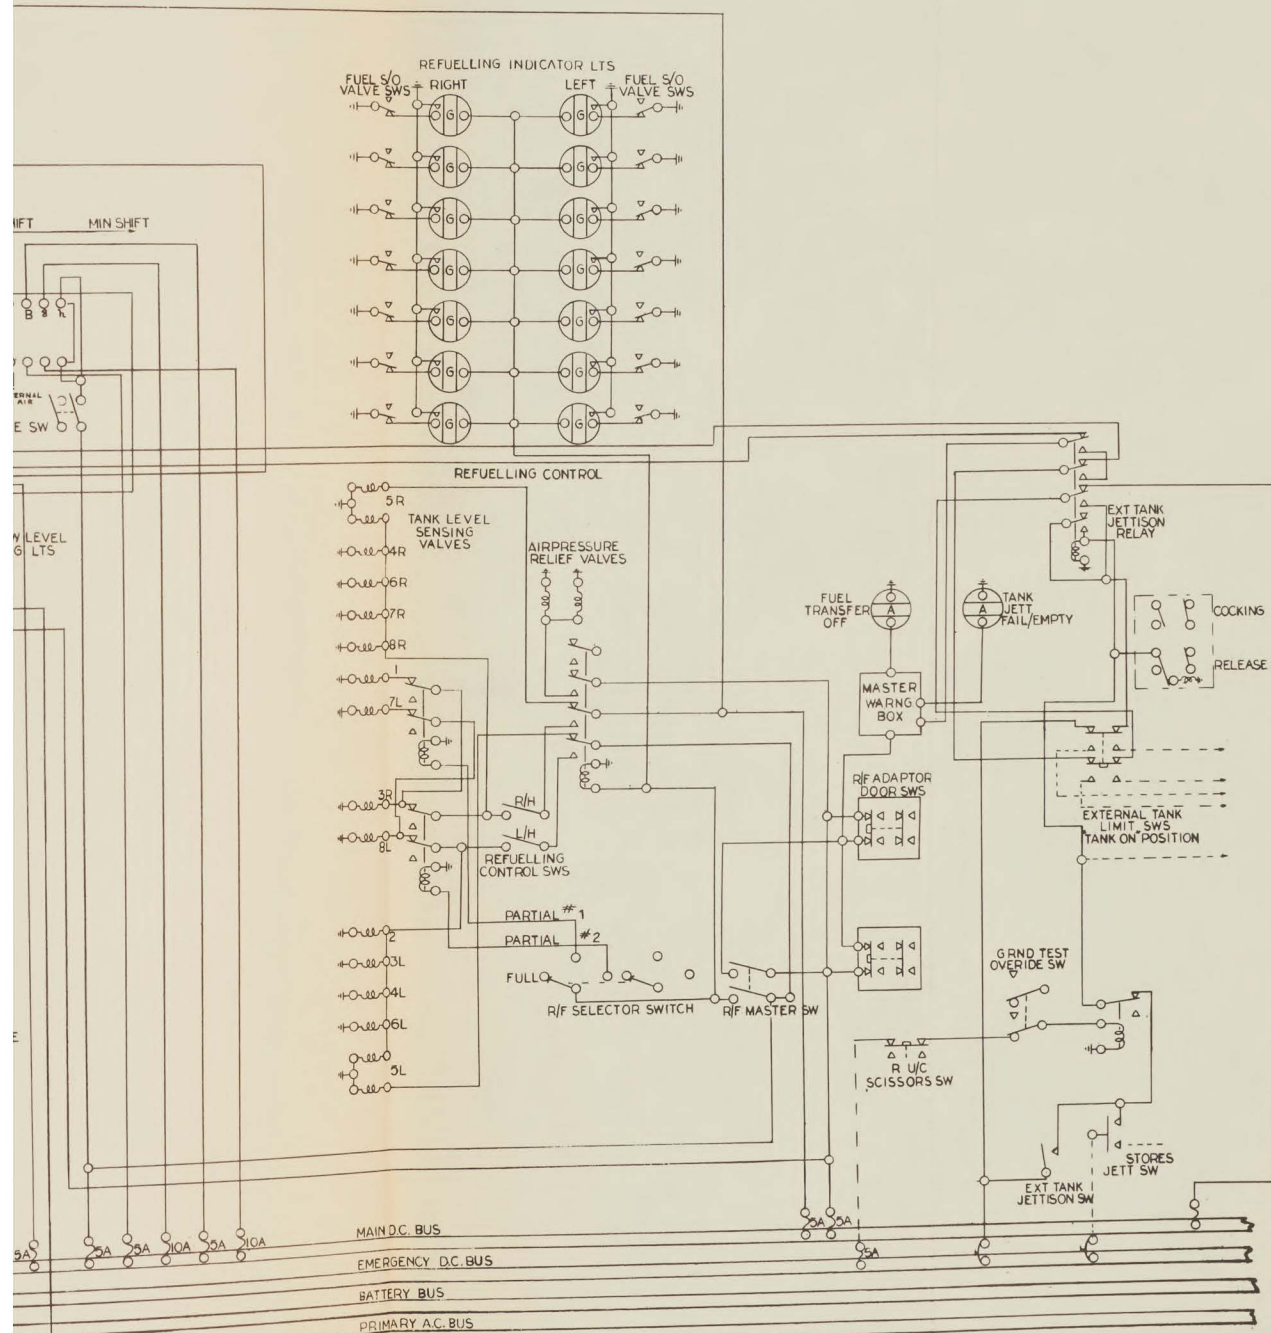 REFUELLING INDICATOR LTS
FUEL S/O
VALVE SWS
RIGHT
LEFT
FUEL S/O
VALVE SWS
G G
G G
G G
G G
G G
G G
G G
MIN SHIFT
B g h
AIR
E SW
REFUELLING CONTROL
5R
TANK LEVEL
SENSING
VALVES
LEVEL
G LTS
4R
6R
7R
8R
1
7L
3R
8L
AIRPRESSURE
RELIEF VALVES
EXT TANK
JETTISON
RELAY
FUEL
TRANSFER
OFF
A
A
TANK
JETT
FAIL/EMPTY
COCKING
RELEASE
MASTER
WARNG
BOX
R/H
L/H
REFUELLING
CONTROL SWS
R/F ADAPTOR
DOOR SWS
EXTERNAL TANK
LIMIT SWS
TANK ON POSITION
PARTIAL #1
PARTIAL #2
FULL
R/F SELECTOR SWITCH
R/F MASTER SW
2
3L
4L
6L
5L
GRND TEST
OVERIDE SW
R U/C
SCISSORS SW
STORES
JETT SW
EXT TANK
JETTISON SW
5A 5A 5A 10A 5A 10A
5A 5A
5A
MAIN D.C. BUS
EMERGENCY D.C. BUS
BATTERY BUS
PRIMARY A.C. BUS